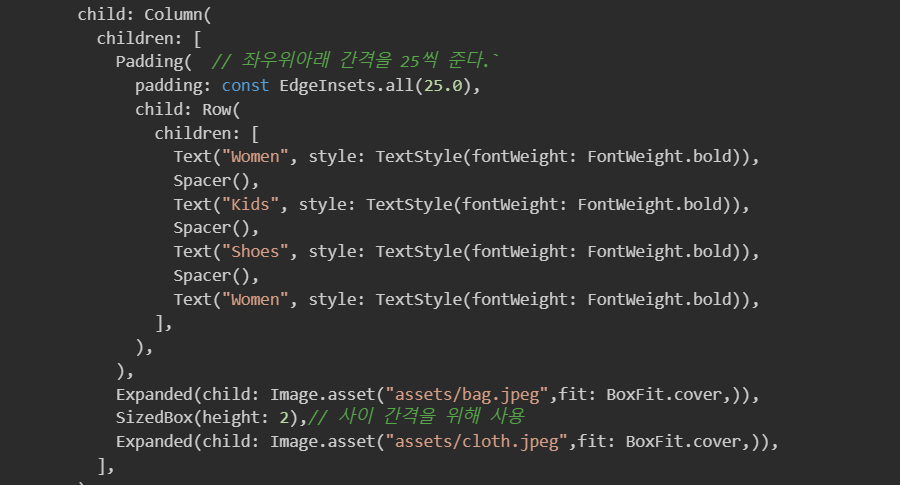 child: Column(
children: [
Padding(  // 좌우위아래 간격을 25씩 준다.`
padding: const EdgeInsets.all(25.0),
child: Row(
children: [
Text("Women", style: TextStyle(fontWeight: FontWeight.bold)),
Spacer(),
Text("Kids", style: TextStyle(fontWeight: FontWeight.bold)),
Spacer(),
Text("Shoes", style: TextStyle(fontWeight: FontWeight.bold)),
Spacer(),
Text("Women", style: TextStyle(fontWeight: FontWeight.bold)),
],
),
),
Expanded(child: Image.asset("assets/bag.jpeg",fit: BoxFit.cover,)),
SizedBox(height: 2),// 사이 간격을 위해 사용
Expanded(child: Image.asset("assets/cloth.jpeg",fit: BoxFit.cover,)),
],